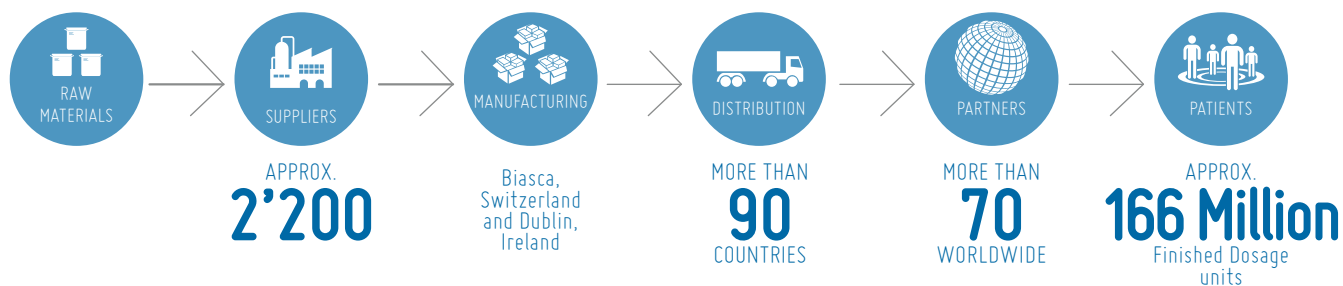 RAW
MATERIALS
SUPPLIERS
APPROX.
2’200
MANUFACTURING
Biasca,
Switzerland
and Dublin,
Ireland
DISTRIBUTION
MORE THAN
90
COUNTRIES
PARTNERS
MORE THAN
70
WORLDWIDE
PATIENTS
APPROX.
166 Million
Finished Dosage
units